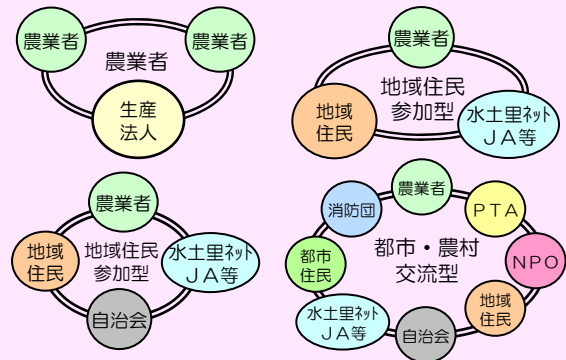 農業者
農業者
農業者
生産
法人
農業者
地域住民
参加型
地域
住民
水土里ネット
ＪＡ等
農業者
地域
住民
地域住民
参加型
水土里ネット
ＪＡ等
自治会
農業者
消防団
ＰＴＡ
都市
住民
都市・農村
交流型
NPO
水土里ネット
ＪＡ等
地域
住民
自治会